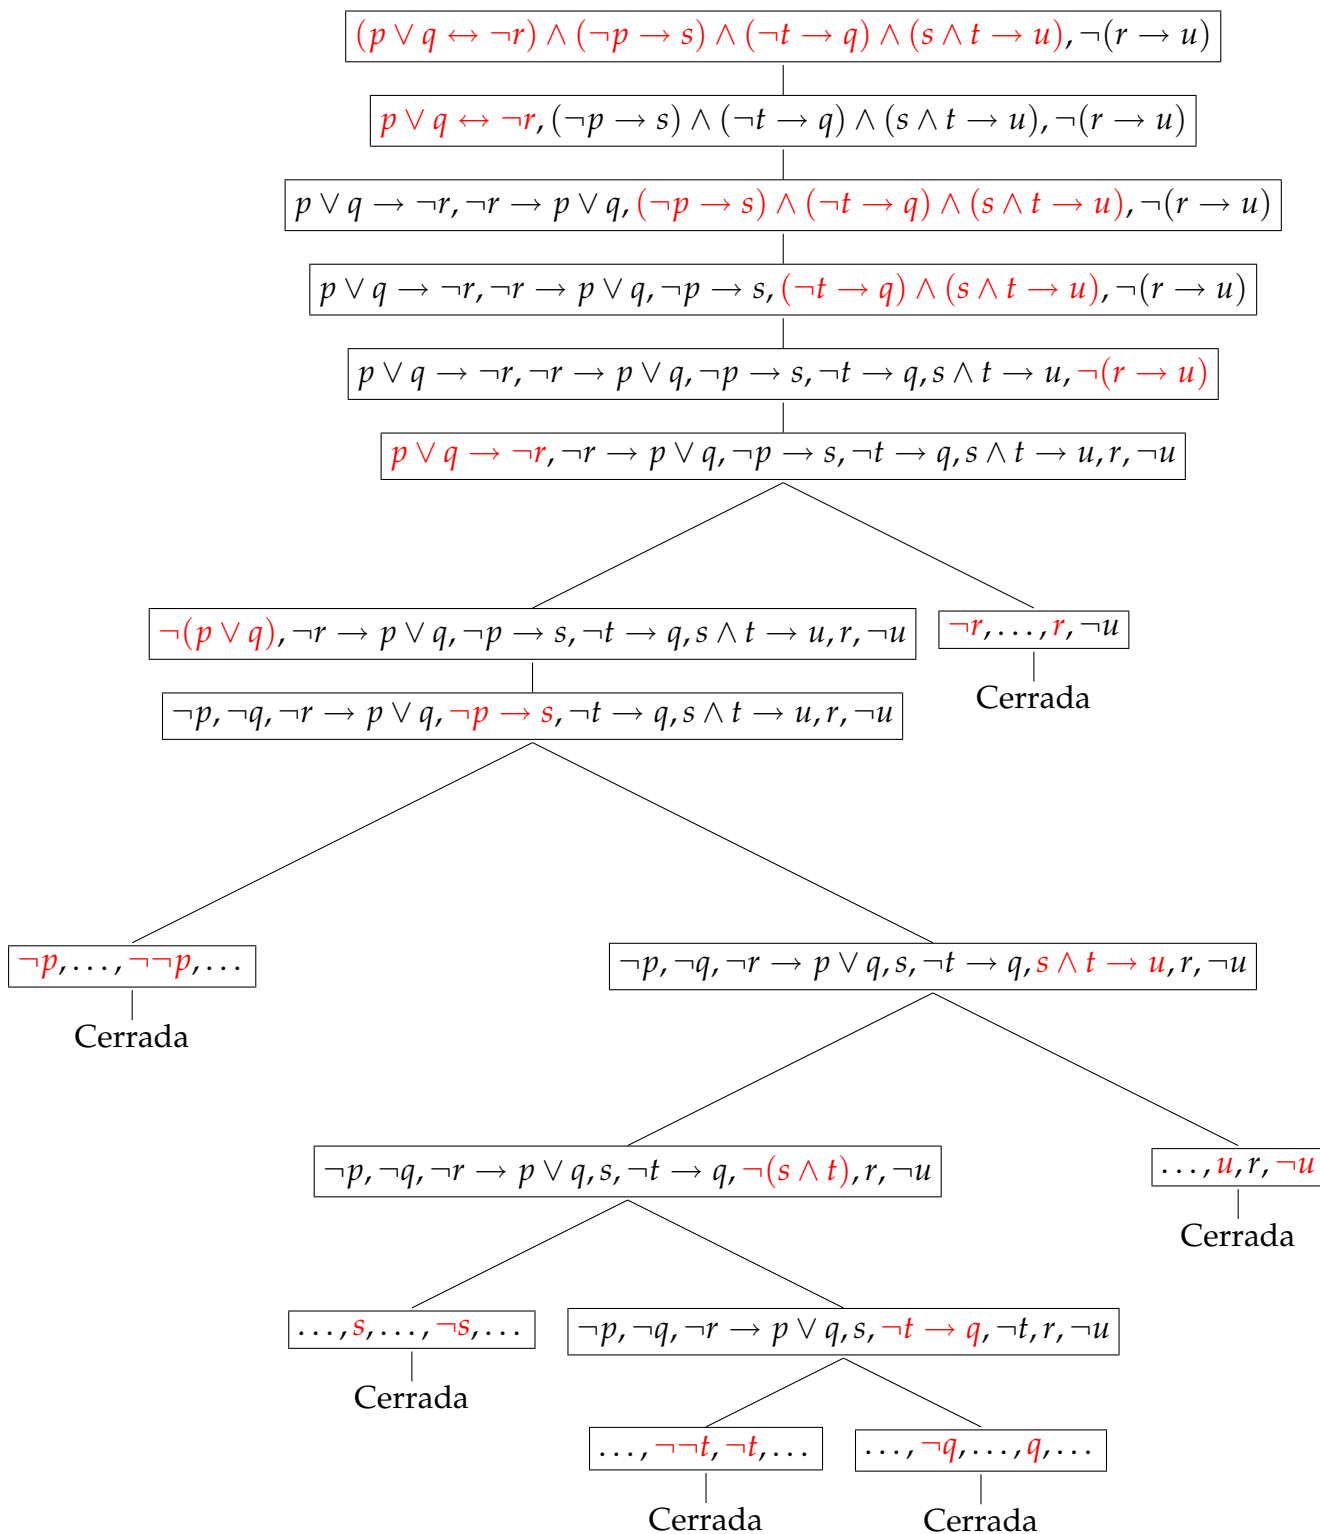 (p ∨ q ↔ ¬r) ∧ (¬p → s) ∧ (¬t → q) ∧ (s ∧ t → u), ¬(r → u)
p ∨ q ↔ ¬r, (¬p → s) ∧ (¬t → q) ∧ (s ∧ t → u), ¬(r → u)
p ∨ q → ¬r, ¬r → p ∨ q, (¬p → s) ∧ (¬t → q) ∧ (s ∧ t → u), ¬(r → u)
p ∨ q → ¬r, ¬r → p ∨ q, ¬p → s, (¬t → q) ∧ (s ∧ t → u), ¬(r → u)
p ∨ q → ¬r, ¬r → p ∨ q, ¬p → s, ¬t → q, s ∧ t → u, ¬(r → u)
p ∨ q → ¬r, ¬r → p ∨ q, ¬p → s, ¬t → q, s ∧ t → u, r, ¬u
¬(p ∨ q), ¬r → p ∨ q, ¬p → s, ¬t → q, s ∧ t → u, r, ¬u
¬r, ..., r, ¬u
Cerrada
¬p, ¬q, ¬r → p ∨ q, ¬p → s, ¬t → q, s ∧ t → u, r, ¬u
¬p, ..., ¬¬p, ...
Cerrada
¬p, ¬q, ¬r → p ∨ q, s, ¬t → q, s ∧ t → u, r, ¬u
¬p, ¬q, ¬r → p ∨ q, s, ¬t → q, ¬(s ∧ t), r, ¬u
..., u, r, ¬u
Cerrada
..., s, ..., ¬s, ...
Cerrada
¬p, ¬q, ¬r → p ∨ q, s, ¬t → q, ¬t, r, ¬u
..., ¬¬t, ¬t, ...
Cerrada
..., ¬q, ..., q, ...
Cerrada